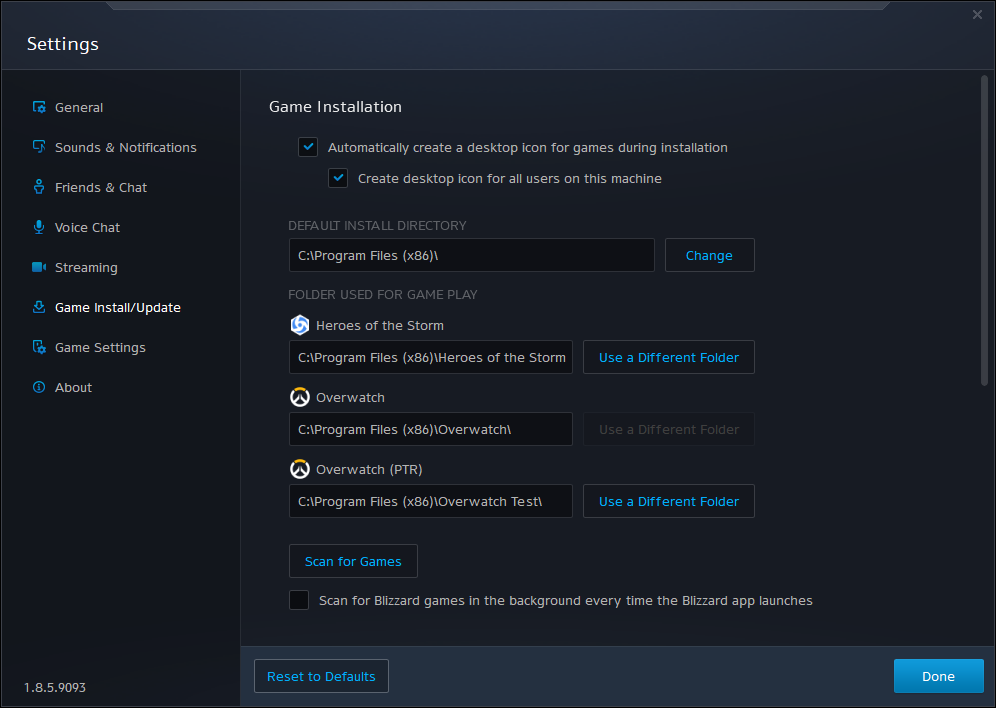 Settings
General
Sounds & Notifications
Friends & Chat
Voice Chat
Streaming
Game Install/Update
Game Settings
About
1.8.5.9093
Game Installation
Automatically create a desktop icon for games during installation
Create desktop icon for all users on this machine
DEFAULT INSTALL DIRECTORY
C:\Program Files (x86)\
Change
FOLDER USED FOR GAME PLAY
Heroes of the Storm
C:\Program Files (x86)\Heroes of the Storm
Use a Different Folder
Overwatch
C:\Program Files (x86)\Overwatch\
Use a Different Folder
Overwatch (PTR)
C:\Program Files (x86)\Overwatch Test\
Use a Different Folder
Scan for Games
Scan for Blizzard games in the background every time the Blizzard app launches
Reset to Defaults
Done